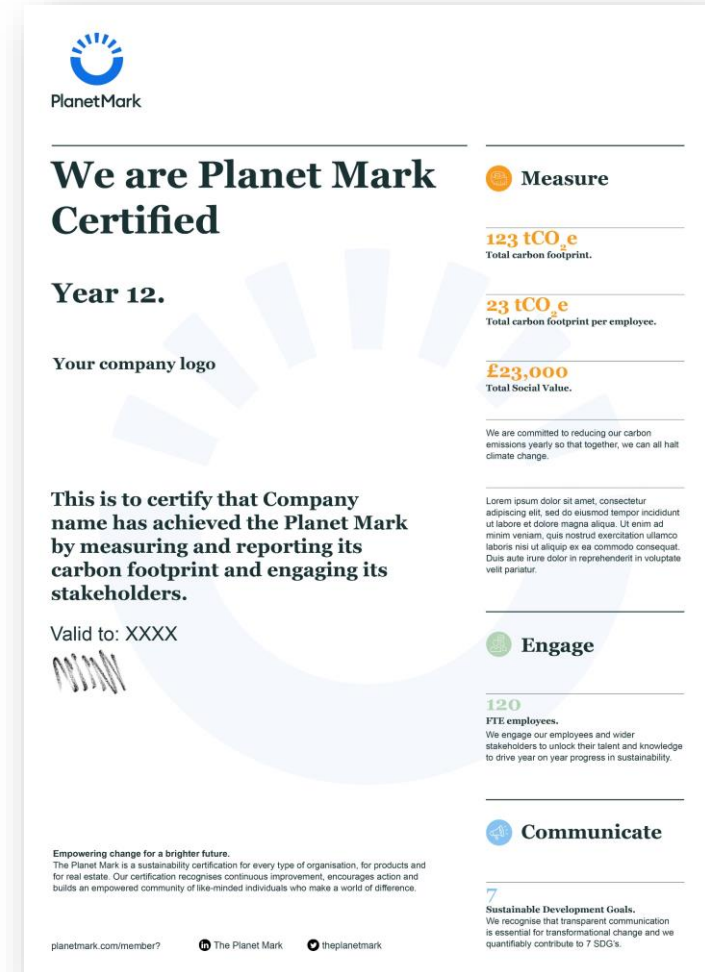 PlanetMark
We are Planet Mark
Certified
Year 12.
Your company logo
This is to certify that Company
name has achieved the Planet Mark
by measuring and reporting its
carbon footprint and engaging its
stakeholders.
Valid to: XXXX
Empowering change for a brighter future.
The Planet Mark is a sustainability certification for every type of organisation, for products and
for real estate. Our certification recognises continuous improvement, encourages action and
builds an empowered community of like-minded individuals who make a world of difference.
planetmark.com/member?
The Planet Mark
theplanetmark
Measure
123 tCO₂e
Total carbon footprint.
23 tCO₂e
Total carbon footprint per employee.
£23,000
Total Social Value.
We are committed to reducing our carbon
emissions yearly so that together, we can all halt
climate change.
Lorem ipsum dolor sit amet, consectetur
adipiscing elit, sed do eiusmod tempor incididunt
ut labore et dolore magna aliqua. Ut enim ad
minim veniam, quis nostrud exercitation ullamco
laboris nisi ut aliquip ex ea commodo consequat.
Duis aute irure dolor in reprehenderit in voluptate
velit pariatur.
Engage
120
FTE employees.
We engage our employees and wider
stakeholders to unlock their talent and knowledge
to drive year on year progress in sustainability.
Communicate
7
Sustainable Development Goals.
We recognise that transparent communication
is essential for transformational change and we
quantifiably contribute to 7 SDG's.